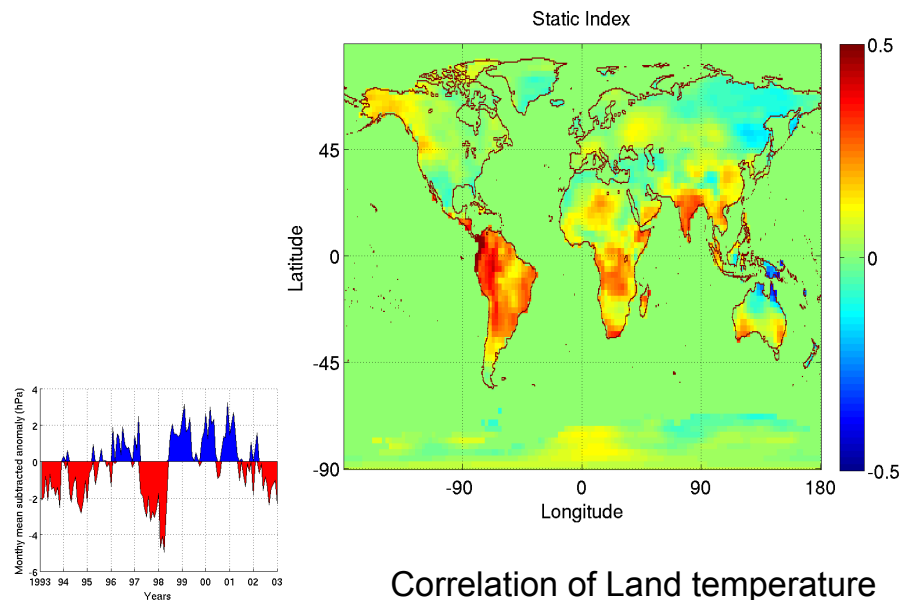 Static Index
0.5
45
0
0
-45
-90
-0.5
-90 0 90 180
Latitude
Longitude
Monthy mean subtracted anomaly (hPa)
4
2
0
-2
-4
-6
1993 94 95 96 97 98 99 00 01 02 03
Years
Correlation of Land temperature